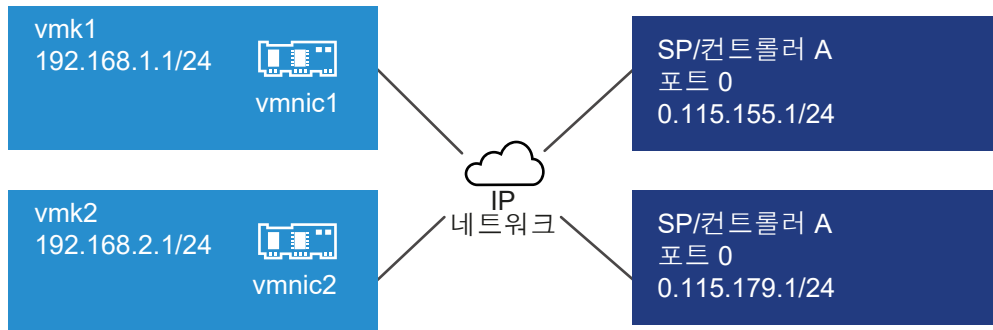 vmk1
192.168.1.1/24
vmnic1
SP/컨트롤러 A
포트 0
0.115.155.1/24
IP
네트워크
vmk2
192.168.2.1/24
vmnic2
SP/컨트롤러 A
포트 0
0.115.179.1/24